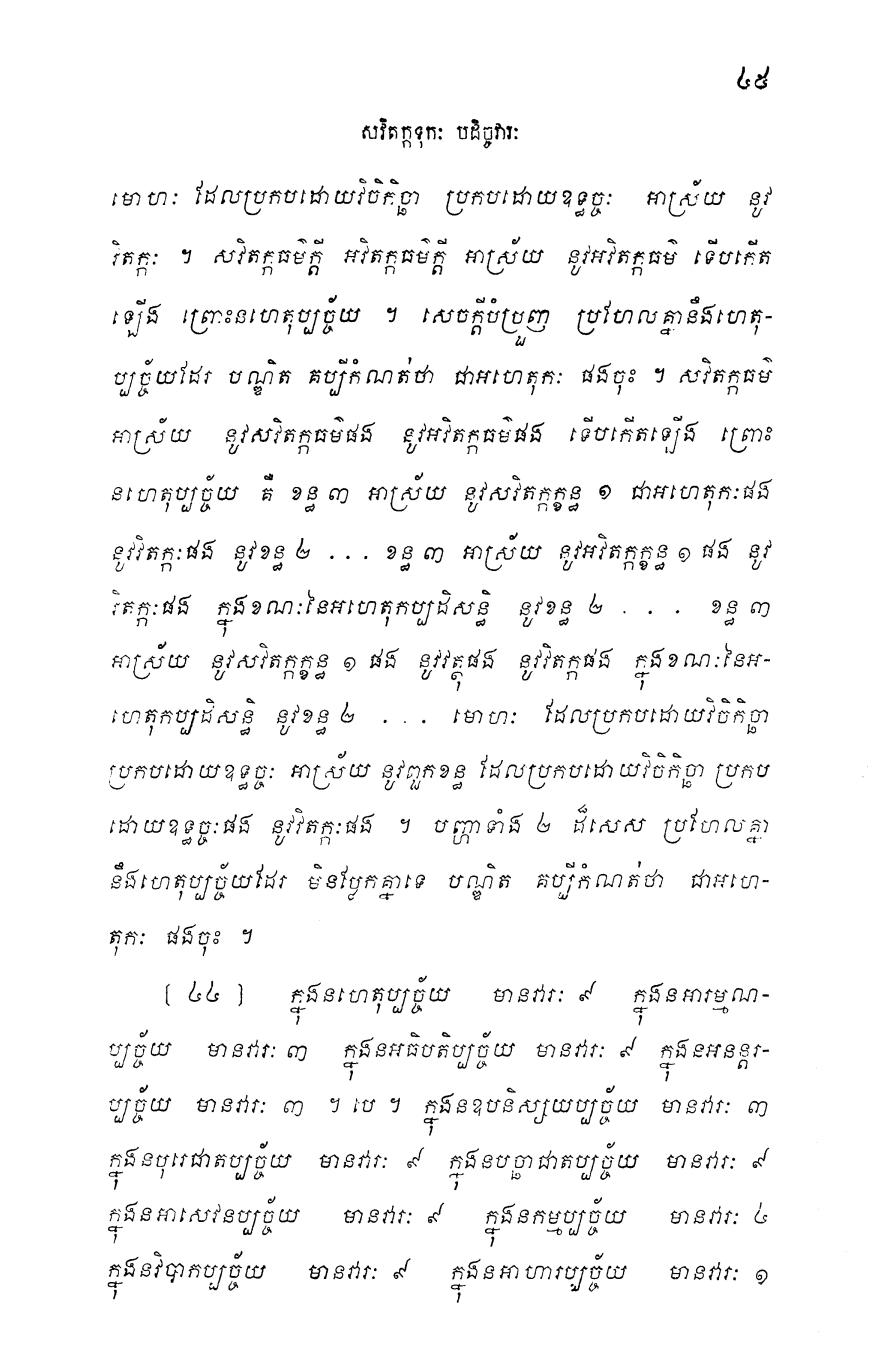 ៤៥
សវិតក្កទុកៈ បដិច្ចវារៈ
មោហៈ ដែលប្រកបដោយវិចិកិច្ឆា ប្រកបដោយឧទ្ធច្ចៈ អាស្រ័យ នូវ
វិតក្កៈ ។ សវិតក្កធម៌ក្តី អវិតក្កធម៌ក្តី អាស្រ័យ នូវអវិតក្កធម៌ ទើបកើត
ឡើង ព្រោះនហេតុប្បច្ច័យ ។ សេចក្តីបំប្រួញ ប្រហែលគ្នានឹងហេតុ-
ប្បច្ច័យដែរ បណ្ឌិត គប្បីកំណត់ថា ជាអហេតុកៈ ផងចុះ ។ សវិតក្កធម៌
អាស្រ័យ នូវសវិតក្កធម៌ផង នូវអវិតក្កធម៌ផង ទើបកើតឡើង ព្រោះ
នហេតុប្បច្ច័យ គឺ ខន្ធ ៣ អាស្រ័យ នូវសវិតក្កក្ខន្ធ ១ ជាអហេតុកៈផង
នូវវិតក្កៈផង នូវខន្ធ ២ ... ខន្ធ ៣ អាស្រ័យ នូវអវិតក្កក្ខន្ធ ១ ផង នូវ
វិតក្កៈផង ក្នុងខណៈនៃអហេតុកប្បដិសន្ធិ នូវខន្ធ ២ ... ខន្ធ ៣
អាស្រ័យ នូវសវិតក្កក្ខន្ធ ១ ផង នូវវត្ថុផង នូវវិតក្កផង ក្នុងខណៈនៃអ-
ហេតុកប្បដិសន្ធិ នូវខន្ធ ២ ... មោហៈ ដែលប្រកបដោយវិចិកិច្ឆា
ប្រកបដោយឧទ្ធច្ចៈ អាស្រ័យ នូវពួកខន្ធ ដែលប្រកបដោយវិចិកិច្ឆា ប្រកប
ដោយឧទ្ធច្ចៈផង នូវវិតក្កៈផង ។ បញ្ហាទាំង ២ ដ៏សេស ប្រហែលគ្នា
នឹងហេតុប្បច្ច័យដែរ មិនប្លែកគ្នាទេ បណ្ឌិត គប្បីកំណត់ថា ជាអហេ-
តុកៈ ផងចុះ ។
[ ៤៤ ] ក្នុងនហេតុប្បច្ច័យ មានវារៈ ៩ ក្នុងនអារម្មណ-
ប្បច្ច័យ មានវារៈ ៣ ក្នុងនអធិបតិប្បច្ច័យ មានវារៈ ៩ ក្នុងនអនន្តរ-
ប្បច្ច័យ មានវារៈ ៣ ។ បេ ។ ក្នុងនឧបនិស្សយប្បច្ច័យ មានវារៈ ៣
ក្នុងនបុរេជាតប្បច្ច័យ មានវារៈ ៩ ក្នុងនបច្ឆាជាតប្បច្ច័យ មានវារៈ ៩
ក្នុងនអាសេវនប្បច្ច័យ មានវារៈ ៩ ក្នុងនកម្មប្បច្ច័យ មានវារៈ ៤
ក្នុងនវិបាកប្បច្ច័យ មានវារៈ ៩ ក្នុងនអាហារប្បច្ច័យ មានវារៈ ១